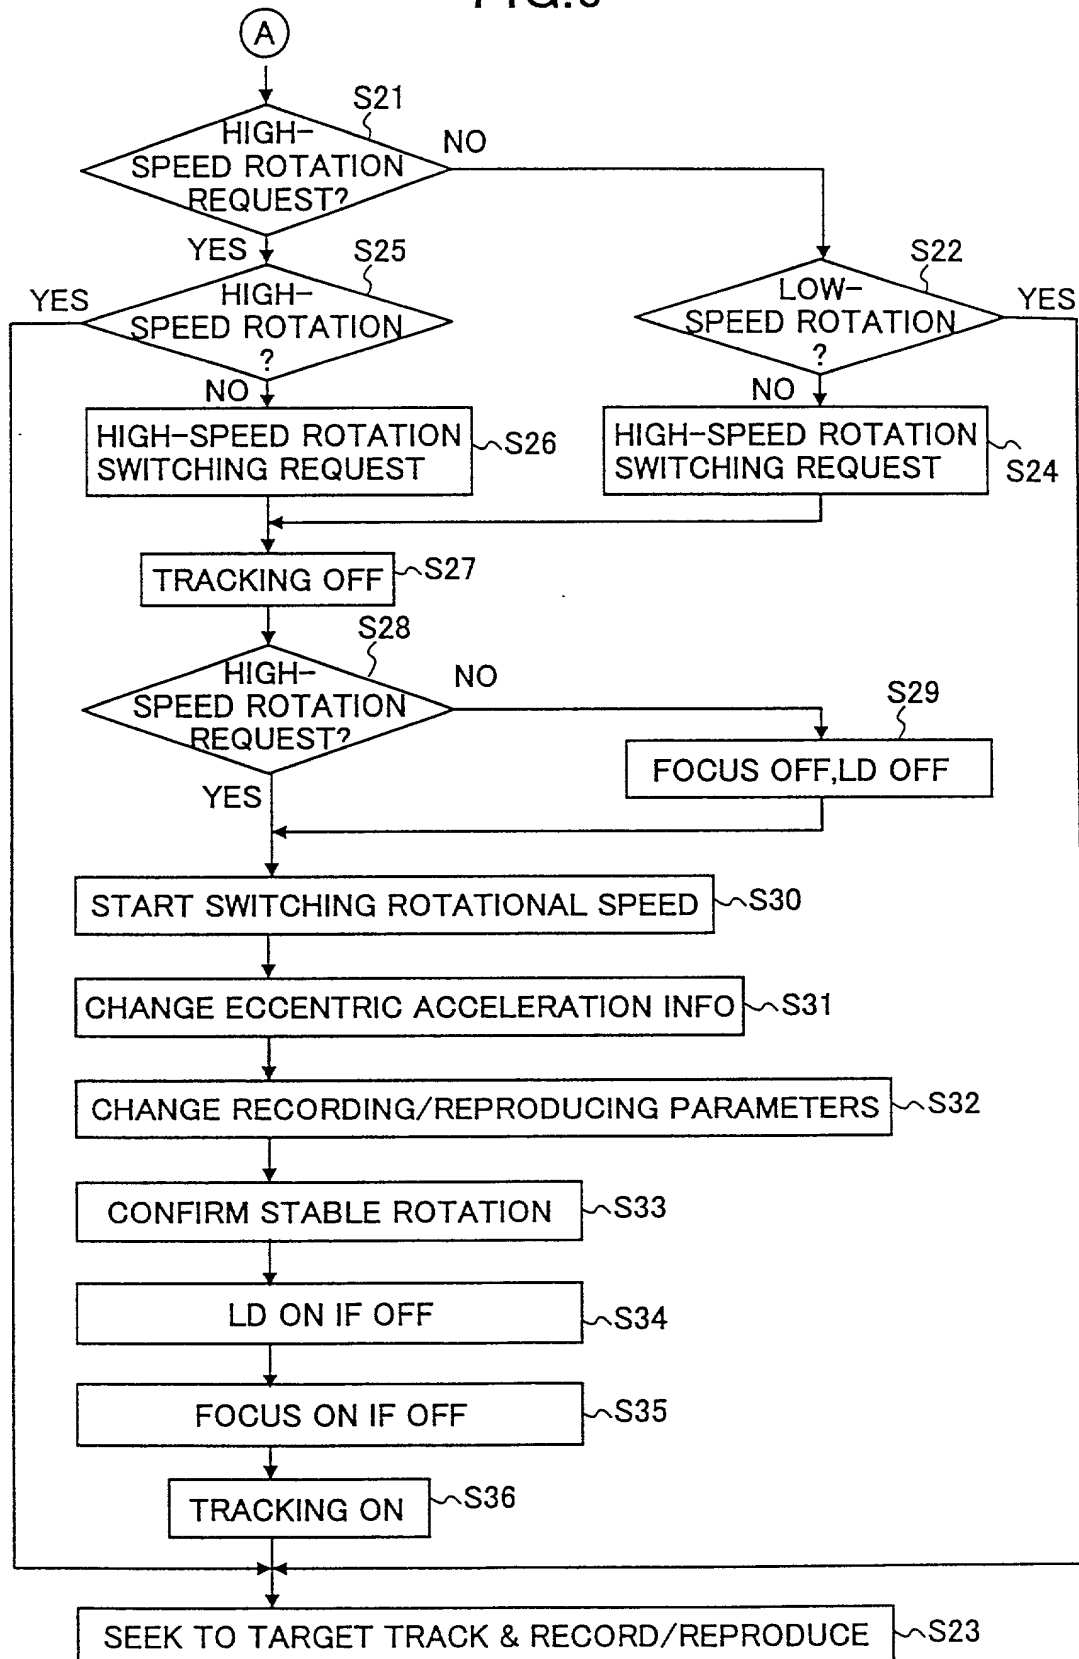 A
S21
HIGH-
SPEED ROTATION
REQUEST?
NO
YES
S25
HIGH-
SPEED ROTATION
?
YES
NO
S22
LOW-
SPEED ROTATION
?
YES
NO
HIGH-SPEED ROTATION
SWITCHING REQUEST
S26
HIGH-SPEED ROTATION
SWITCHING REQUEST
S24
TRACKING OFF
S27
S28
HIGH-
SPEED ROTATION
REQUEST?
NO
YES
S29
FOCUS OFF,LD OFF
START SWITCHING ROTATIONAL SPEED
S30
CHANGE ECCENTRIC ACCELERATION INFO
S31
CHANGE RECORDING/REPRODUCING PARAMETERS
S32
CONFIRM STABLE ROTATION
S33
LD ON IF OFF
S34
FOCUS ON IF OFF
S35
TRACKING ON
S36
SEEK TO TARGET TRACK & RECORD/REPRODUCE
S23